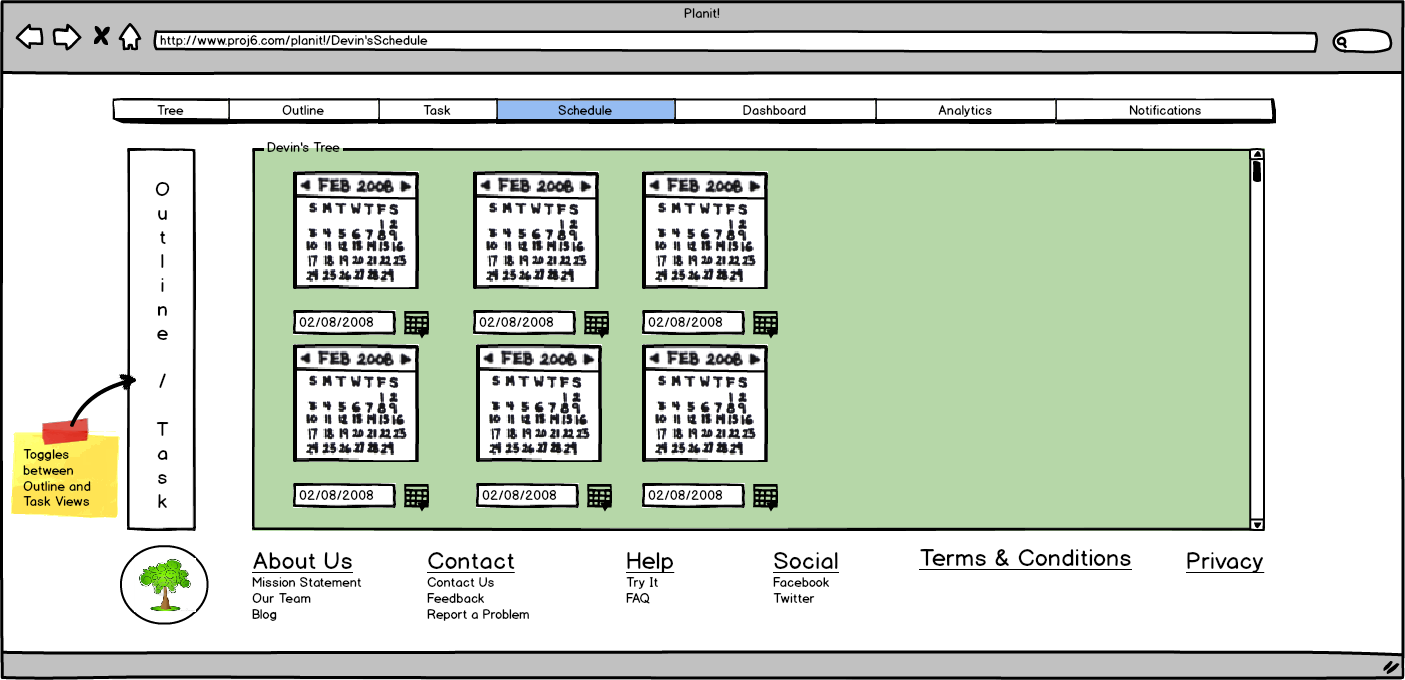 Planit!
http://www.proj6.com/planit!/Devin'sSchedule
Tree Outline Task Schedule Dashboard Analytics Notifications
Outline / Task
Toggles
between
Outline and
Task Views
Devin's Tree
FEB 2008 FEB 2008 FEB 2008
S M T W T F S S M T W T F S S M T W T F S
1 2 1 2 1 2
3 4 5 6 7 8 9 3 4 5 6 7 8 9 3 4 5 6 7 8 9
10 11 12 13 14 15 16 10 11 12 13 14 15 16 10 11 12 13 14 15 16
17 18 19 20 21 22 23 17 18 19 20 21 22 23 17 18 19 20 21 22 23
24 25 26 27 28 29 24 25 26 27 28 29 24 25 26 27 28 29
02/08/2008 02/08/2008 02/08/2008
FEB 2008 FEB 2008 FEB 2008
S M T W T F S S M T W T F S S M T W T F S
1 2 1 2 1 2
3 4 5 6 7 8 9 3 4 5 6 7 8 9 3 4 5 6 7 8 9
10 11 12 13 14 15 16 10 11 12 13 14 15 16 10 11 12 13 14 15 16
17 18 19 20 21 22 23 17 18 19 20 21 22 23 17 18 19 20 21 22 23
24 25 26 27 28 29 24 25 26 27 28 29 24 25 26 27 28 29
02/08/2008 02/08/2008 02/08/2008
About Us
Mission Statement
Our Team
Blog
Contact
Contact Us
Feedback
Report a Problem
Help
Try It
FAQ
Social
Facebook
Twitter
Terms & Conditions
Privacy